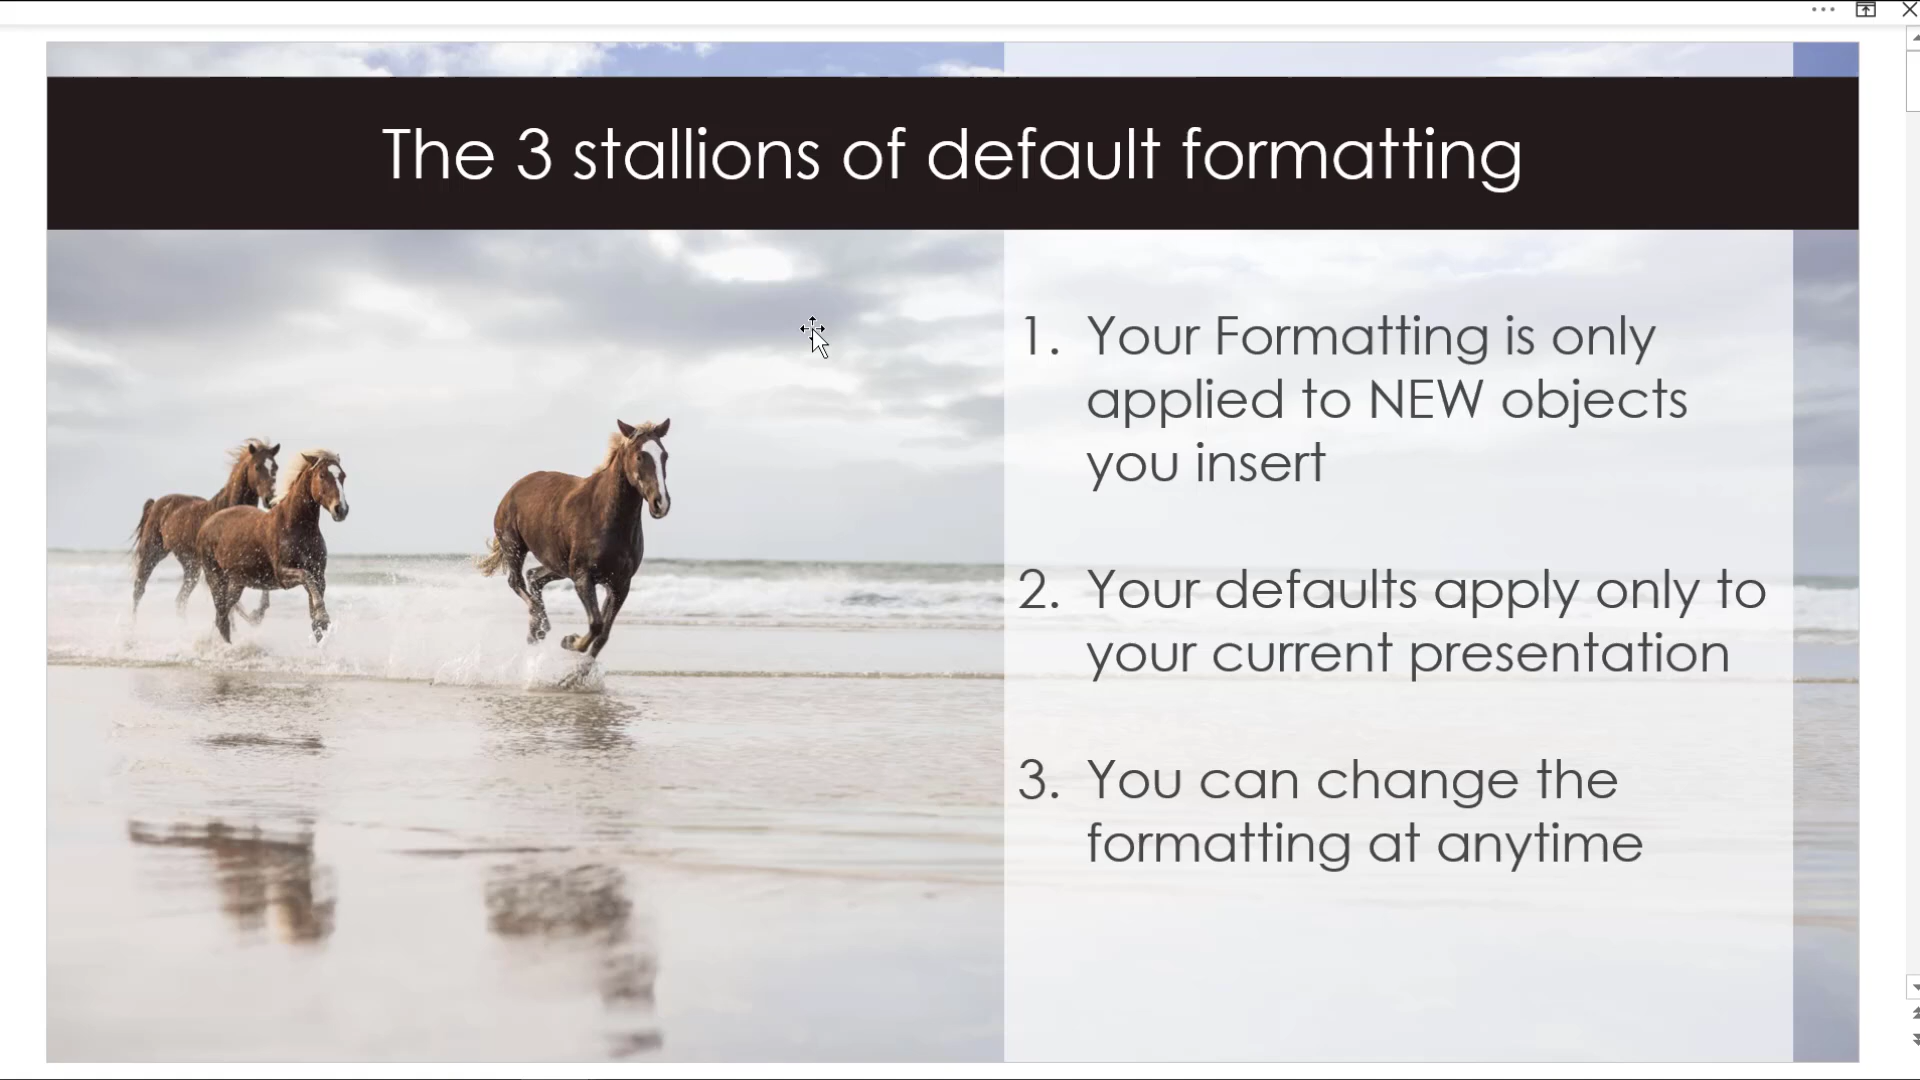 The 3 stallions of default formatting
1. Your Formatting is only
applied to NEW objects
you insert
2. Your defaults apply only to
your current presentation
3. You can change the
formatting at anytime